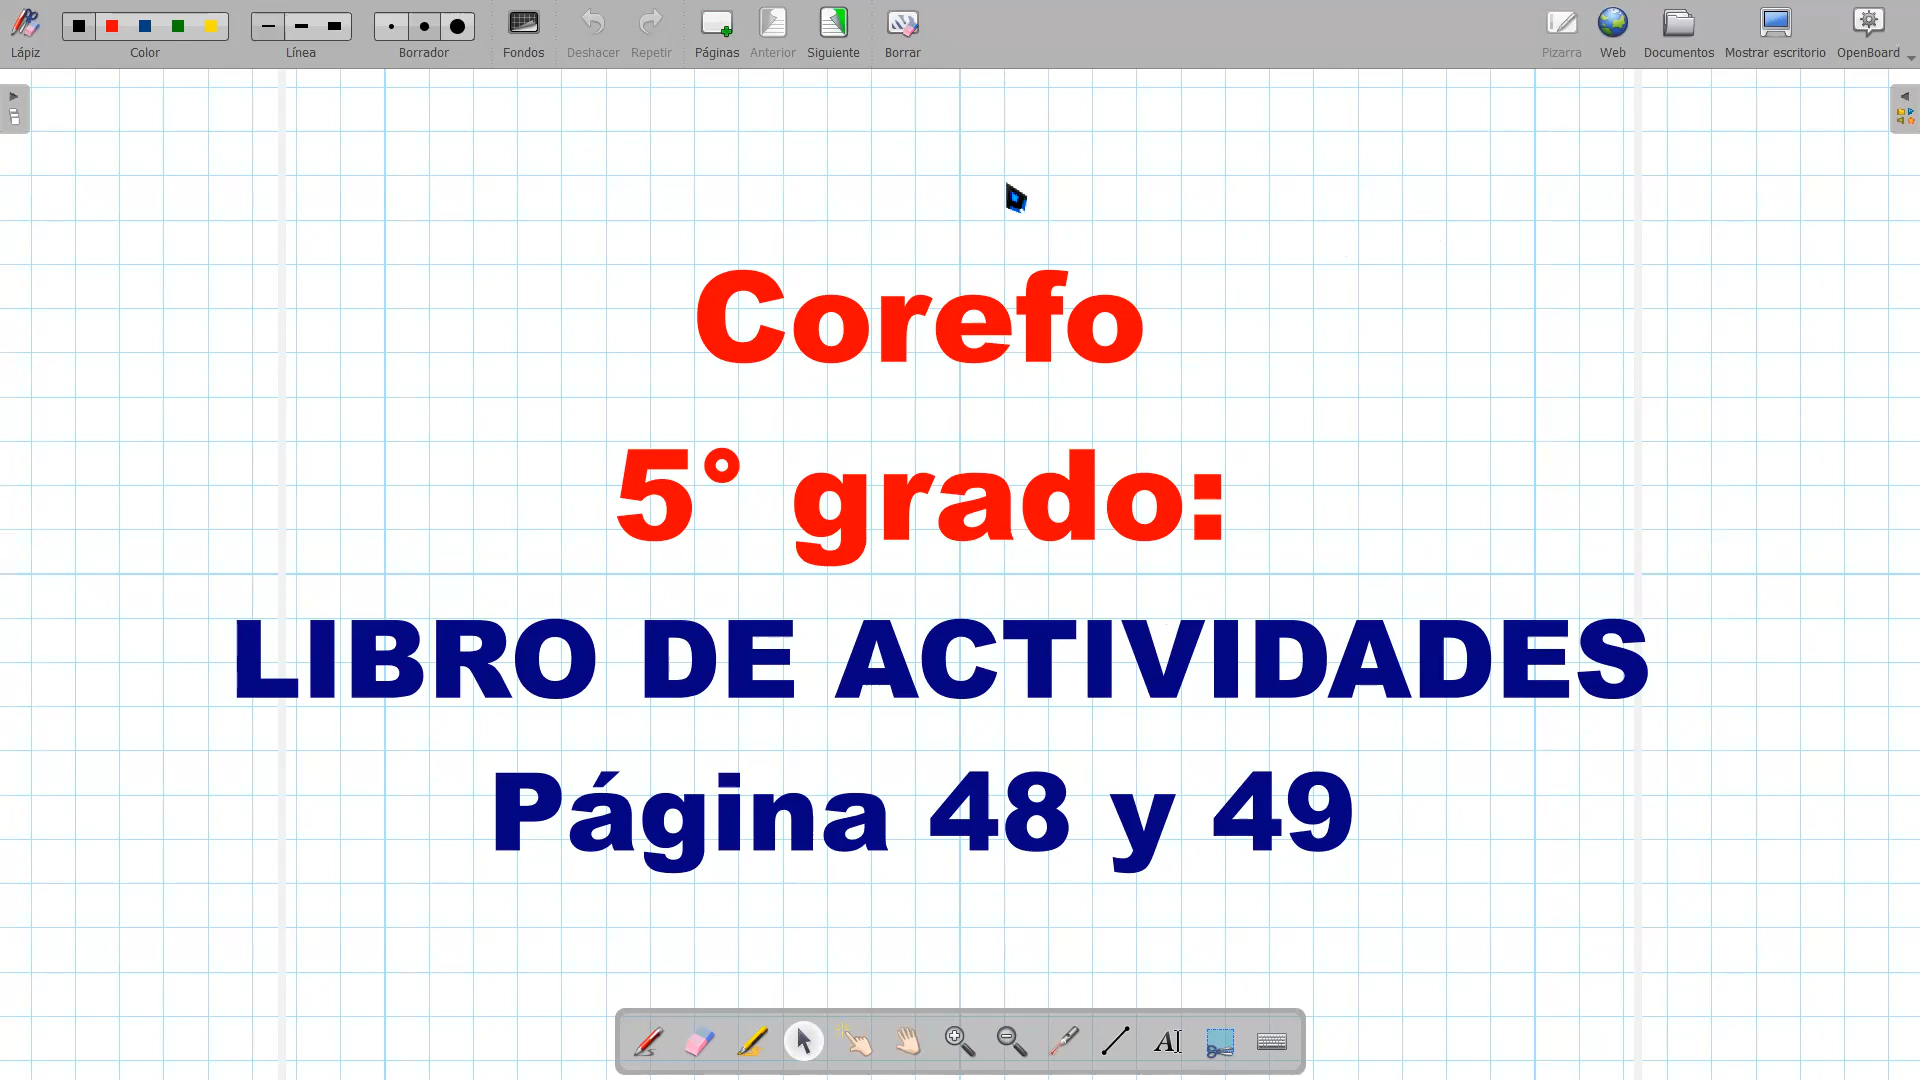 Lápiz Color Línea Borrador Fondos Deshacer Repetir Páginas Anterior Siguiente Borrar Pizarra Web Documentos Mostrar escritorio OpenBoard
Corefo
5° grado:
LIBRO DE ACTIVIDADES
Página 48 y 49
AI